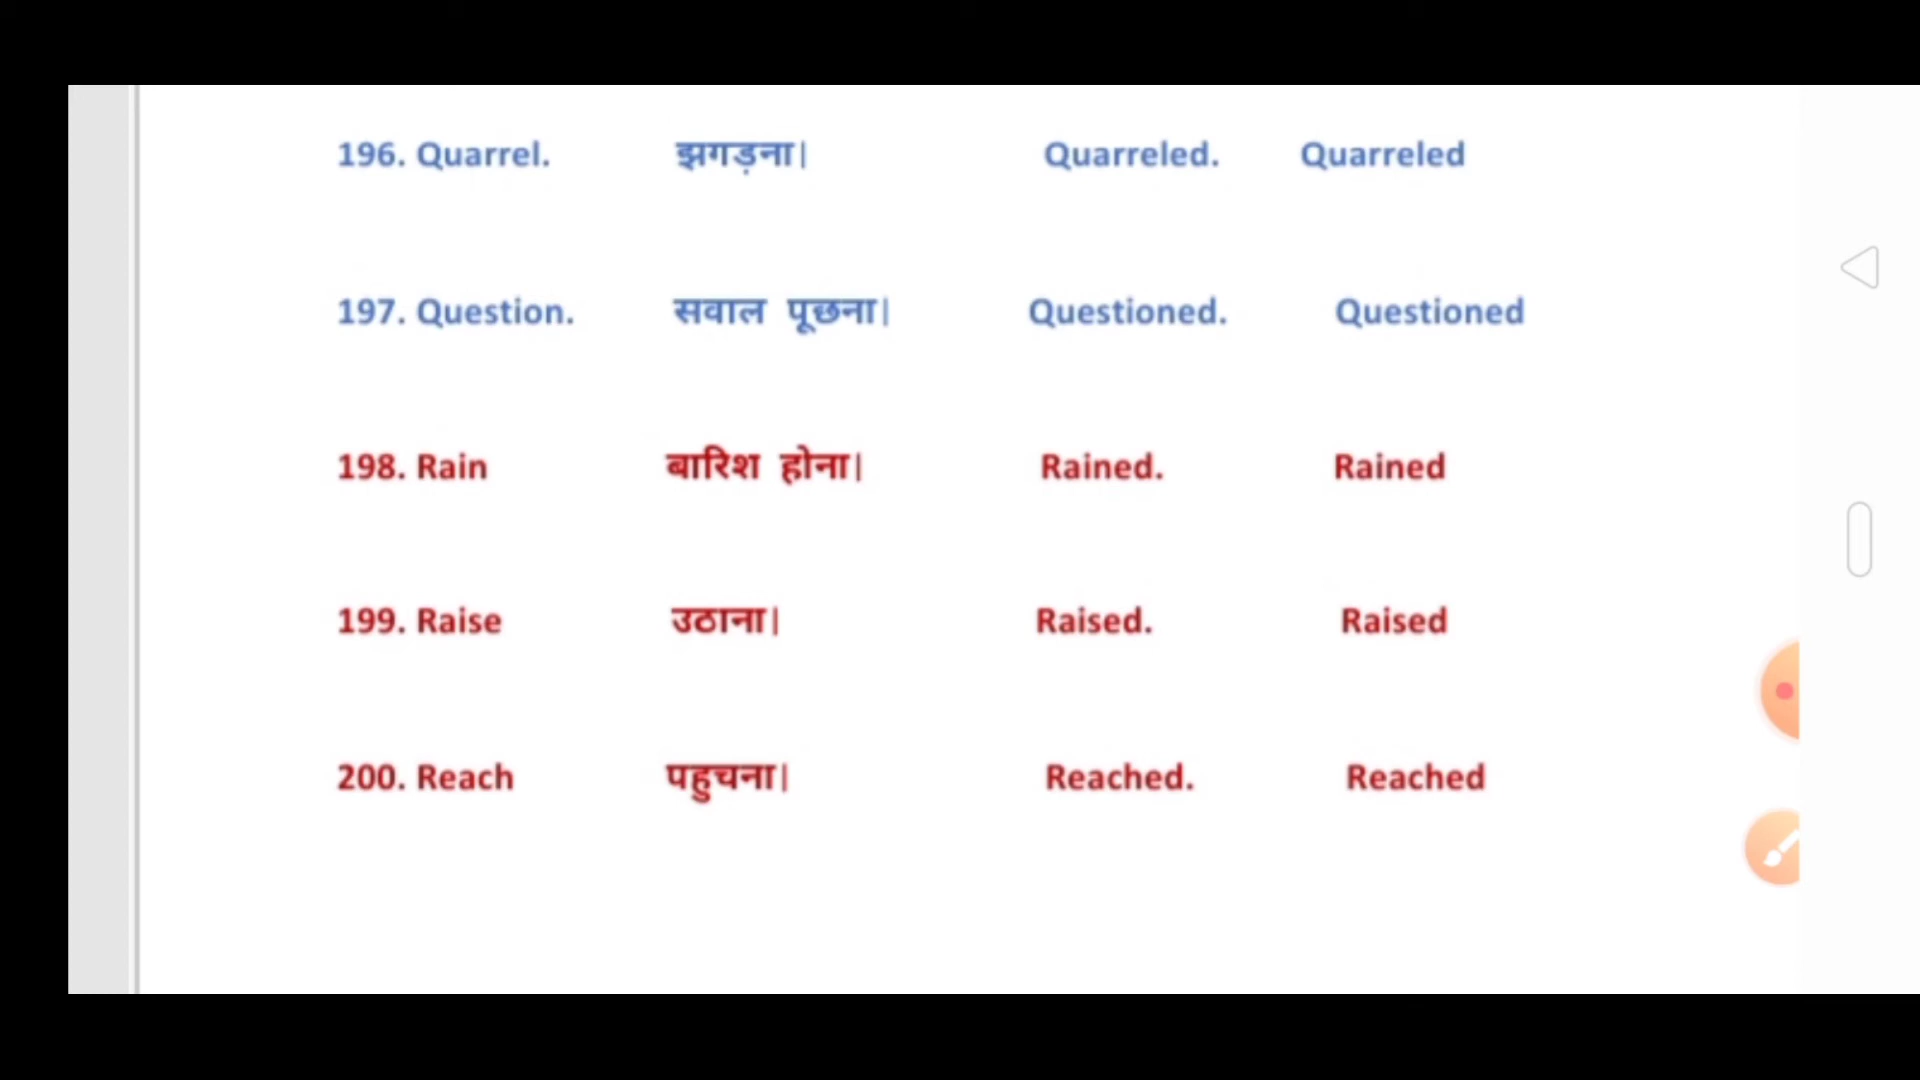 196. Quarrel. झगड़ना| Quarreled. Quarreled
197. Question. सवाल पूछना| Questioned. Questioned
198. Rain बारिश होना| Rained. Rained
199. Raise उठाना| Raised. Raised
200. Reach पहुचना| Reached. Reached